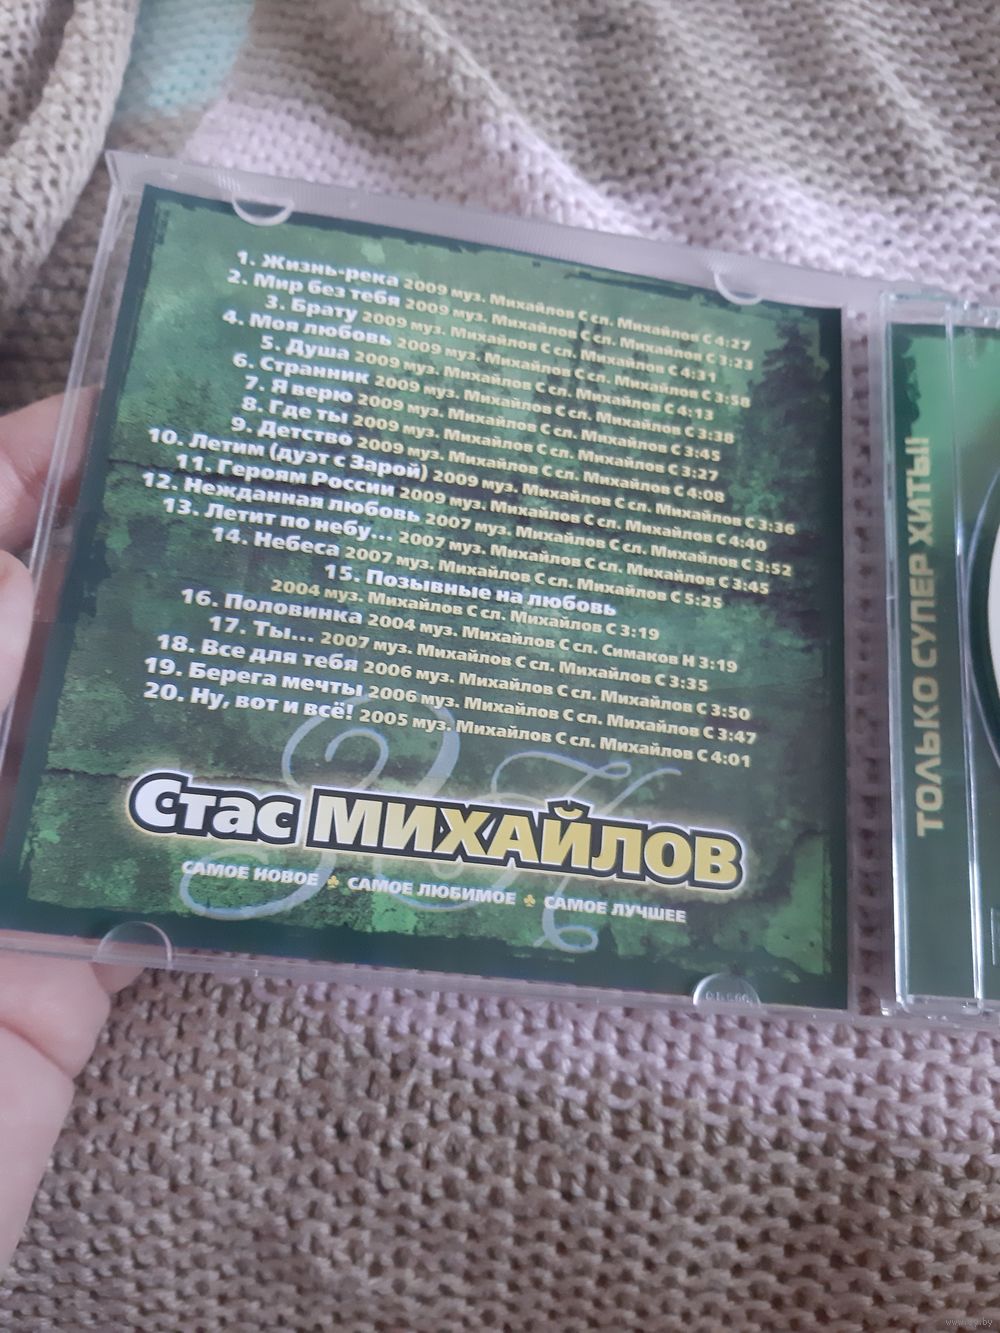 1. Жизнь-река 2009 муз. Михайлов С сл. Михайлов С 4:27
2. Мир без тебя 2009 муз. Михайлов С сл. Михайлов С 3:23
3. Брату 2009 муз. Михайлов С сл. Михайлов С 4:31
4. Моя любовь 2009 муз. Михайлов С сл. Михайлов С 3:58
5. Душа 2009 муз. Михайлов С сл. Михайлов С 4:13
6. Странник 2009 муз. Михайлов С сл. Михайлов С 3:38
7. Я верю 2009 муз. Михайлов С сл. Михайлов С 3:45
8. Где ты 2009 муз. Михайлов С сл. Михайлов С 3:27
9. Детство 2009 муз. Михайлов С сл. Михайлов С 4:08
10. Летим (дуэт с Зарой) 2009 муз. Михайлов С сл. Михайлов С 3:36
11. Героям России 2009 муз. Михайлов С сл. Михайлов С 4:40
12. Нежданная любовь 2007 муз. Михайлов С сл. Михайлов С 3:52
13. Летит по небу... 2007 муз. Михайлов С сл. Михайлов С 3:45
14. Небеса 2007 муз. Михайлов С сл. Михайлов С 5:25
15. Позывные на любовь
2004 муз. Михайлов С сл. Михайлов С 3:19
16. Половинка 2004 муз. Михайлов С сл. Симаков Н 3:19
17. Ты... 2007 муз. Михайлов С сл. Михайлов С 3:35
18. Все для тебя 2006 муз. Михайлов С сл. Михайлов С 3:50
19. Берега мечты 2006 муз. Михайлов С сл. Михайлов С 3:47
20. Ну, вот и всё! 2005 муз. Михайлов С сл. Михайлов С 4:01
Стас МИХАЙЛОВ
САМОЕ НОВОЕ ♣ САМОЕ ЛЮБИМОЕ ♣ САМОЕ ЛУЧШЕЕ
ТОЛЬКО СУПЕР ХИТЫ!
www.ay.by